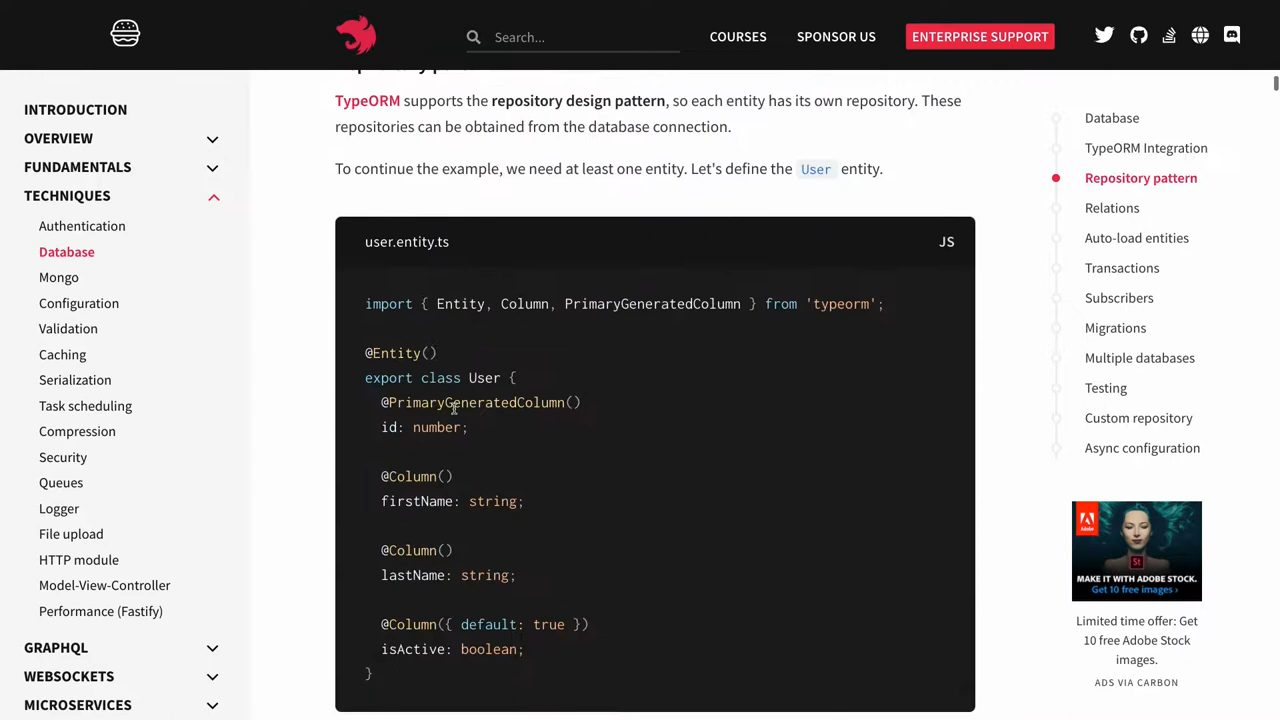 Search...
COURSES
SPONSOR US
ENTERPRISE SUPPORT
INTRODUCTION
OVERVIEW
FUNDAMENTALS
TECHNIQUES
Authentication
Database
Mongo
Configuration
Validation
Caching
Serialization
Task scheduling
Compression
Security
Queues
Logger
File upload
HTTP module
Model-View-Controller
Performance (Fastify)
GRAPHQL
WEBSOCKETS
MICROSERVICES
TypeORM supports the repository design pattern, so each entity has its own repository. These
repositories can be obtained from the database connection.
To continue the example, we need at least one entity. Let's define the User entity.
user.entity.ts
JS
import { Entity, Column, PrimaryGeneratedColumn } from 'typeorm';
@Entity()
export class User {
@PrimaryGeneratedColumn()
id: number;
@Column()
firstName: string;
@Column()
lastName: string;
@Column({ default: true })
isActive: boolean;
}
Database
TypeORM Integration
Repository pattern
Relations
Auto-load entities
Transactions
Subscribers
Migrations
Multiple databases
Testing
Custom repository
Async configuration
St
MAKE IT WITH ADOBE STOCK.
Get 10 free images ›
Limited time offer: Get
10 free Adobe Stock
images.
ADS VIA CARBON